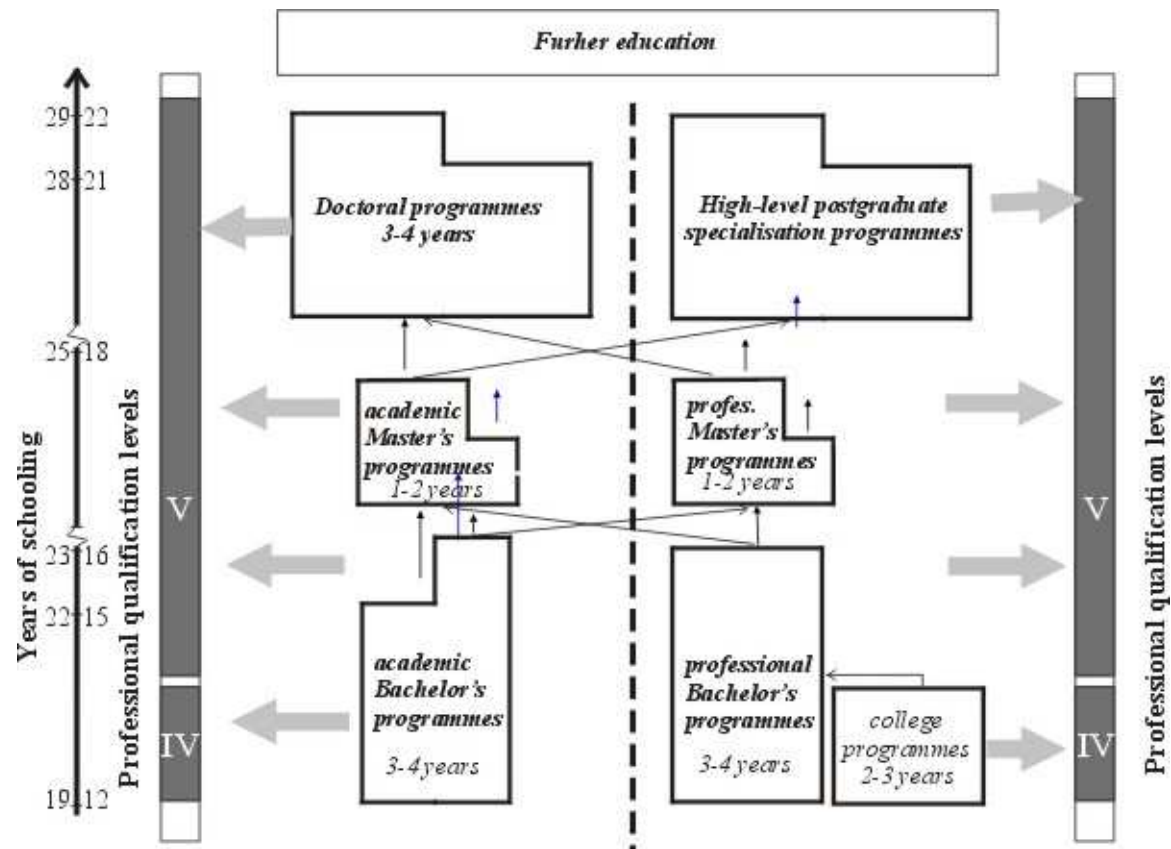 Furher education
29 22
28 21
Doctoral programmes
3-4 years
High-level postgraduate
specialisation programmes
25 18
academic
Master's
programmes
1-2 years
profes.
Master's
programmes
1-2 years
Years of schooling
Professional qualification levels
V
V
Professional qualification levels
23 16
22 15
academic
Bachelor's
programmes
3-4 years
professional
Bachelor's
programmes
3-4 years
college
programmes
2-3 years
IV
IV
19 12